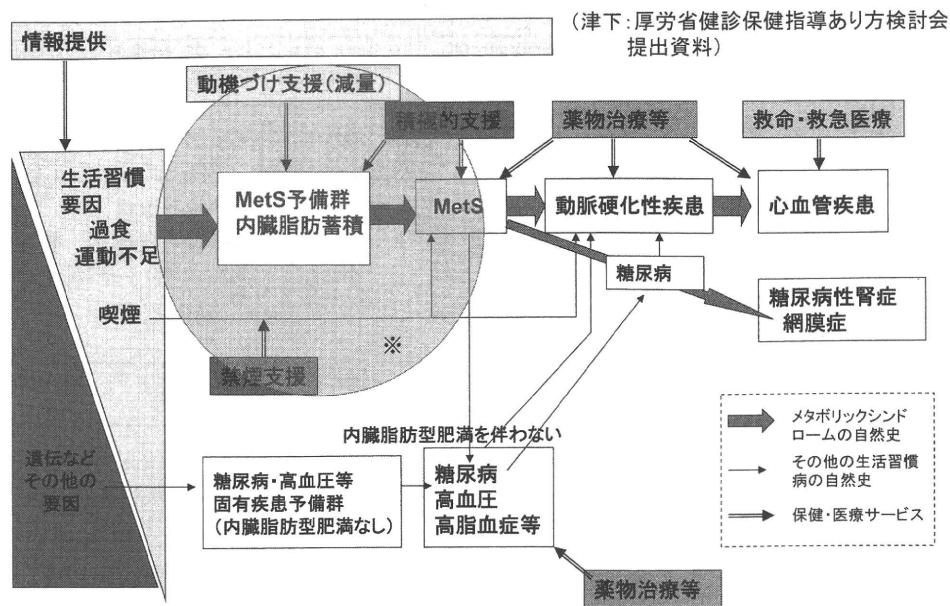 情報提供
（津下：厚労省健診保健指導あり方検討会
提出資料）
動機づけ支援（減量）
積極的支援
薬物治療等
救命・救急医療
生活習慣
要因
過食
運動不足
喫煙
MetS予備群
内臓脂肪蓄積
MetS
動脈硬化性疾患
心血管疾患
糖尿病
糖尿病性腎症
網膜症
※
禁煙支援
内臓脂肪型肥満を伴わない
遺伝など
その他の
要因
糖尿病・高血圧等
固有疾患予備群
（内臓脂肪型肥満なし）
糖尿病
高血圧
高脂血症等
薬物治療等
メタボリックシンド
ロームの自然史
その他の生活習慣
病の自然史
保健・医療サービス